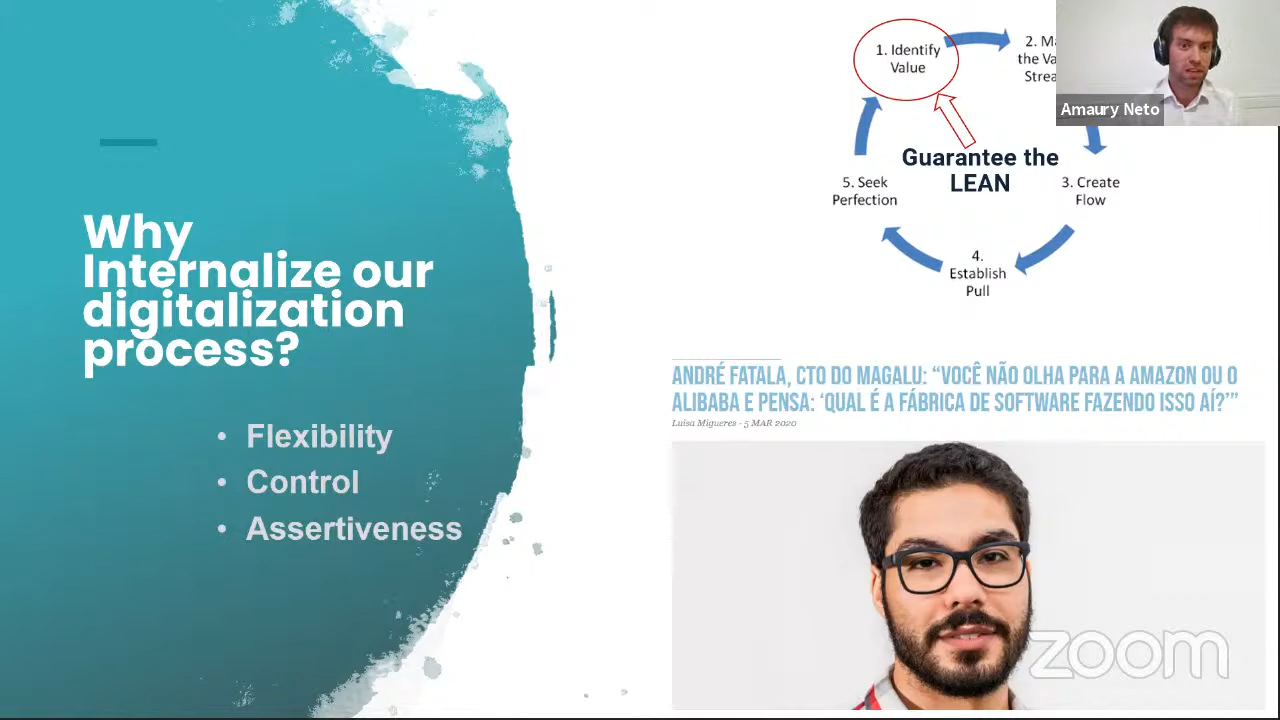 Why
Internalize our
digitalization
process?
• Flexibility
• Control
• Assertiveness
1. Identify
Value
2.
the
5. Seek
Perfection
Guarantee the
LEAN
3. Create
Flow
4.
Establish
Pull
Amaury Neto
ANDRÉ FATALA, CTO DO MAGALU: “VOCÊ NÃO OLHA PARA A AMAZON OU O
ALIBABA E PENSA: ‘QUAL É A FÁBRICA DE SOFTWARE FAZENDO ISSO AÍ?’”
Luisa Migueres - 5 MAR 2020
zoom